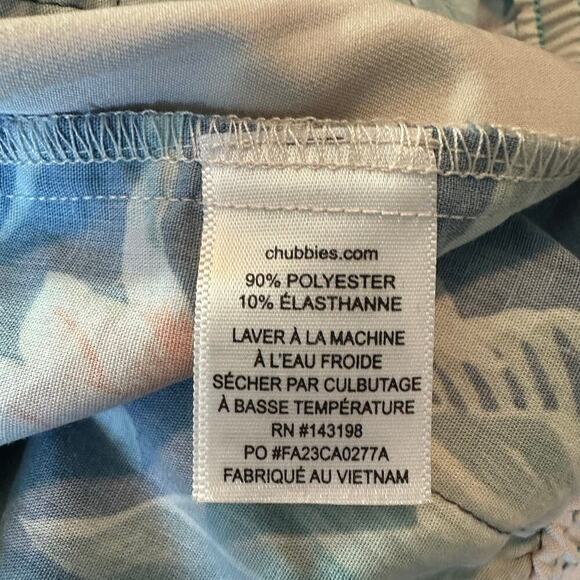 chubbies.com
90% POLYESTER
10% ÉLASTHANNE
LAVER À LA MACHINE
À L'EAU FROIDE
SÉCHER PAR CULBUTAGE
À BASSE TEMPÉRATURE
RN #143198
PO #FA23CA0277A
FABRIQUÉ AU VIETNAM